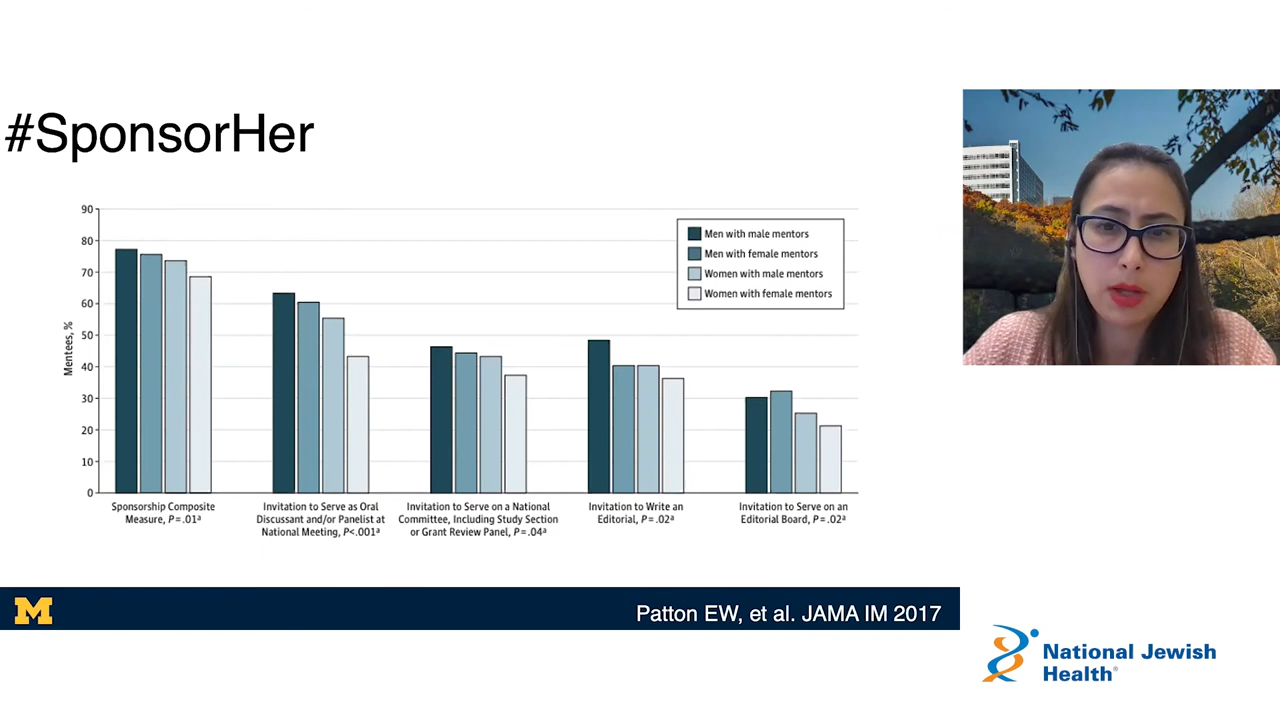 #SponsorHer
90
80
70
60
50
40
30
20
10
0
Mentees, %
Men with male mentors
Men with female mentors
Women with male mentors
Women with female mentors
Sponsorship Composite
Measure, P=.01ª
Invitation to Serve as Oral
Discussant and/or Panelist at
National Meeting, P<.001ª
Invitation to Serve on a National
Committee, Including Study Section
or Grant Review Panel, P=.04ª
Invitation to Write an
Editorial, P=.02ª
Invitation to Serve on an
Editorial Board, P=.02ª
M
Patton EW, et al. JAMA IM 2017
National Jewish
Health®